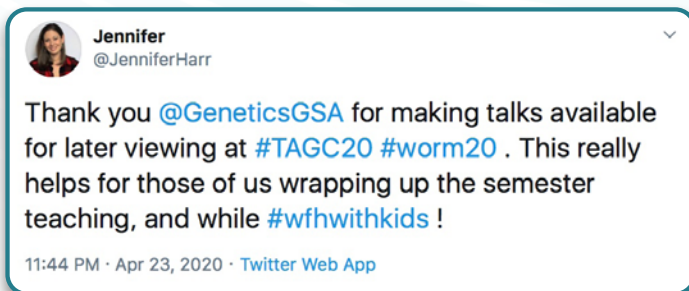 Jennifer
@JenniferHarr
Thank you @GeneticsGSA for making talks available
for later viewing at #TAGC20 #worm20 . This really
helps for those of us wrapping up the semester
teaching, and while #wfhwithkids !
11:44 PM · Apr 23, 2020 · Twitter Web App